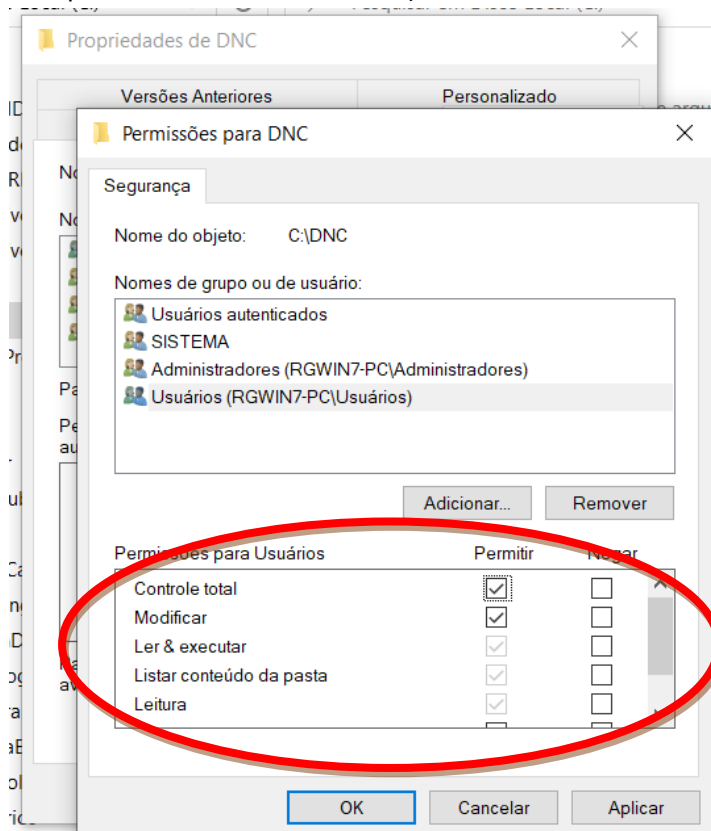 Propriedades de DNC
Versões Anteriores Personalizado
Permissões para DNC
Segurança
Nome do objeto: C:\DNC
Nomes de grupo ou de usuário:
Usuários autenticados
SISTEMA
Administradores (RGWIN7-PC\Administradores)
Usuários (RGWIN7-PC\Usuários)
Adicionar... Remover
Permissões para Usuários Permitir Negar
Controle total
Modificar
Ler & executar
Listar conteúdo da pasta
Leitura
OK Cancelar Aplicar